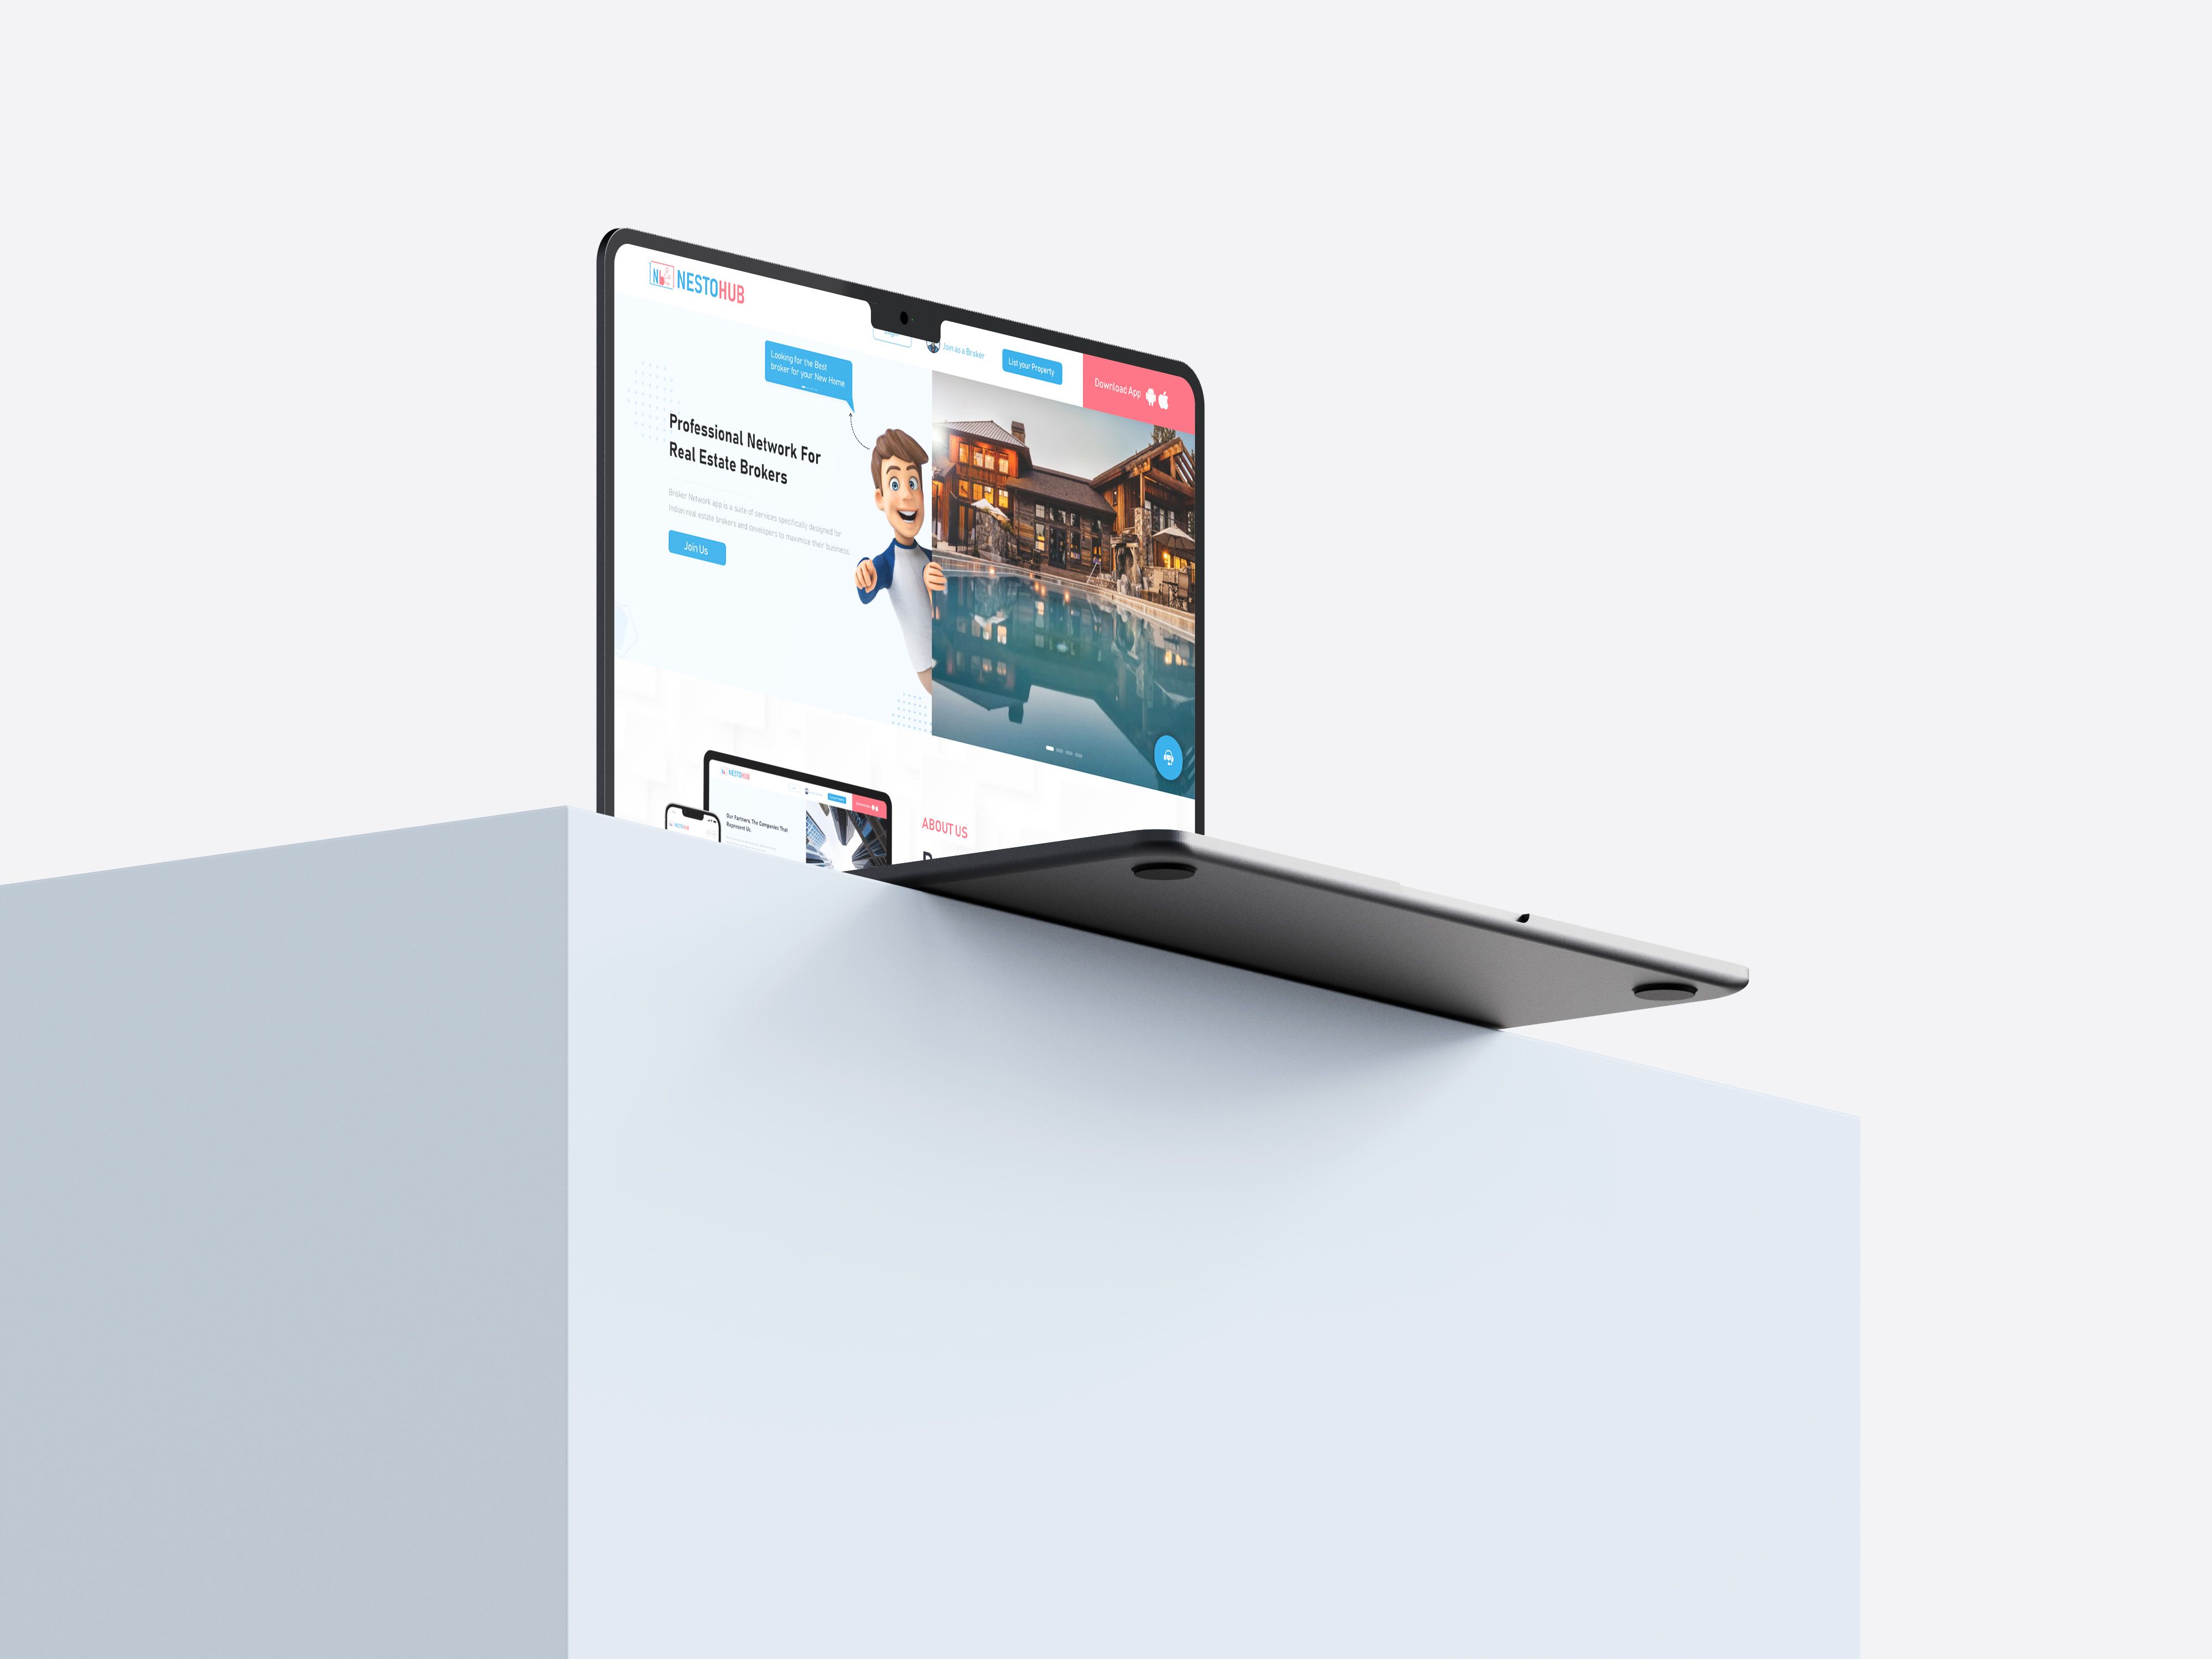 NESTOHUB
Join as a Broker
List your Property
Download App
Looking for the Best
broker for your New Home
Professional Network For
Real Estate Brokers
Broker Network app is a suite of services specifically designed for
Indian real estate brokers and developers to maximize their business.
Join Us
NESTOHUB
Our Partners, The Companies That
Represent Us.
NESTOHUB
ABOUT US